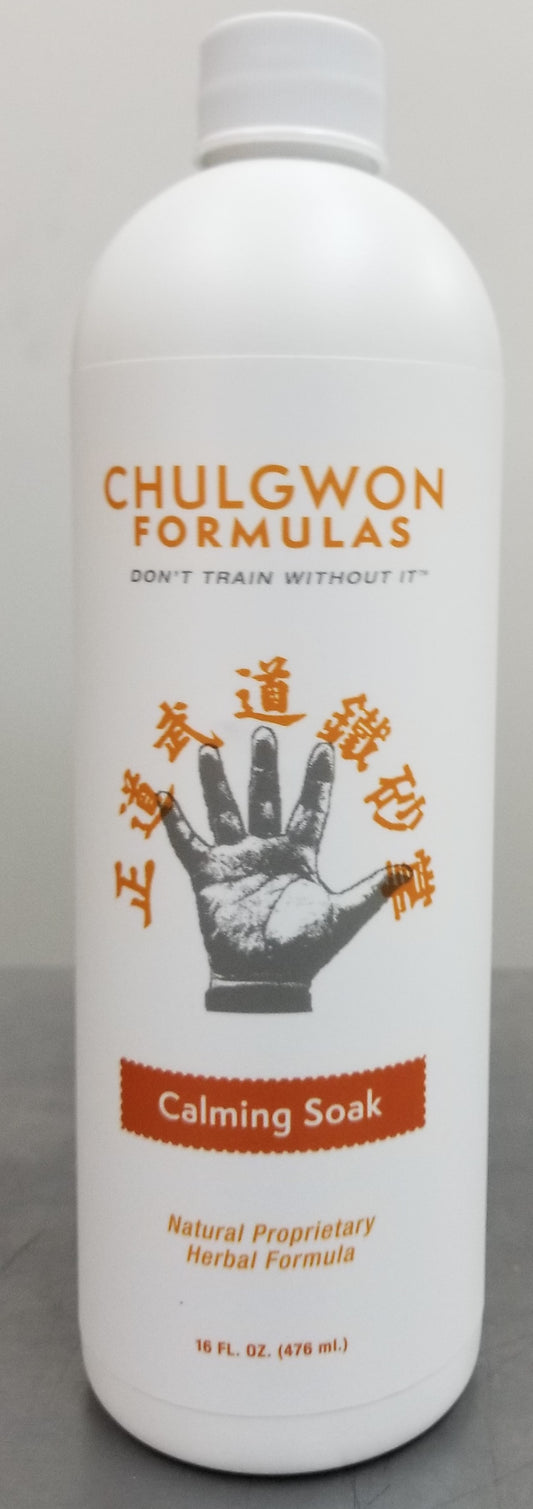 CHULGWON
FORMULAS
DON'T TRAIN WITHOUT IT™
正道武道鐵砂掌
Calming Soak
Natural Proprietary
Herbal Formula
16 FL. OZ. (476 ml.)